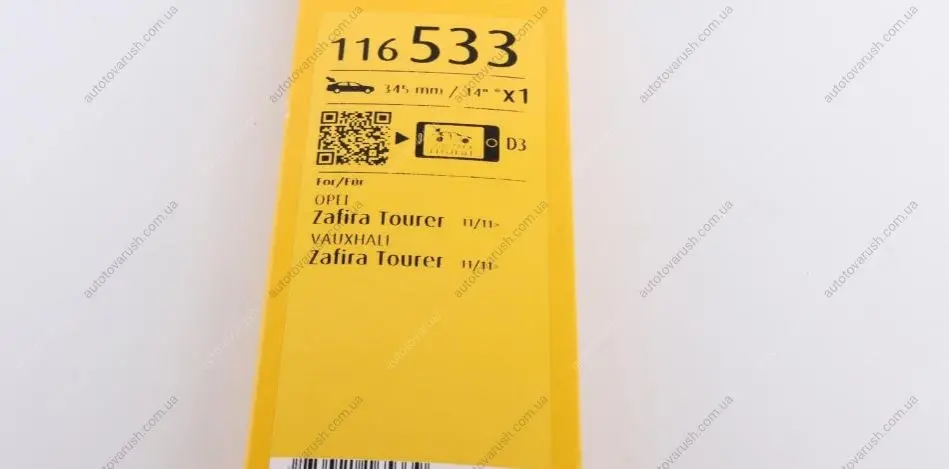 116 533
345 mm / 14" x1
D3
For/Für
OPEL
Zafira Tourer 11/11>
VAUXHALL
Zafira Tourer 11/11>
autotovarush.com.ua